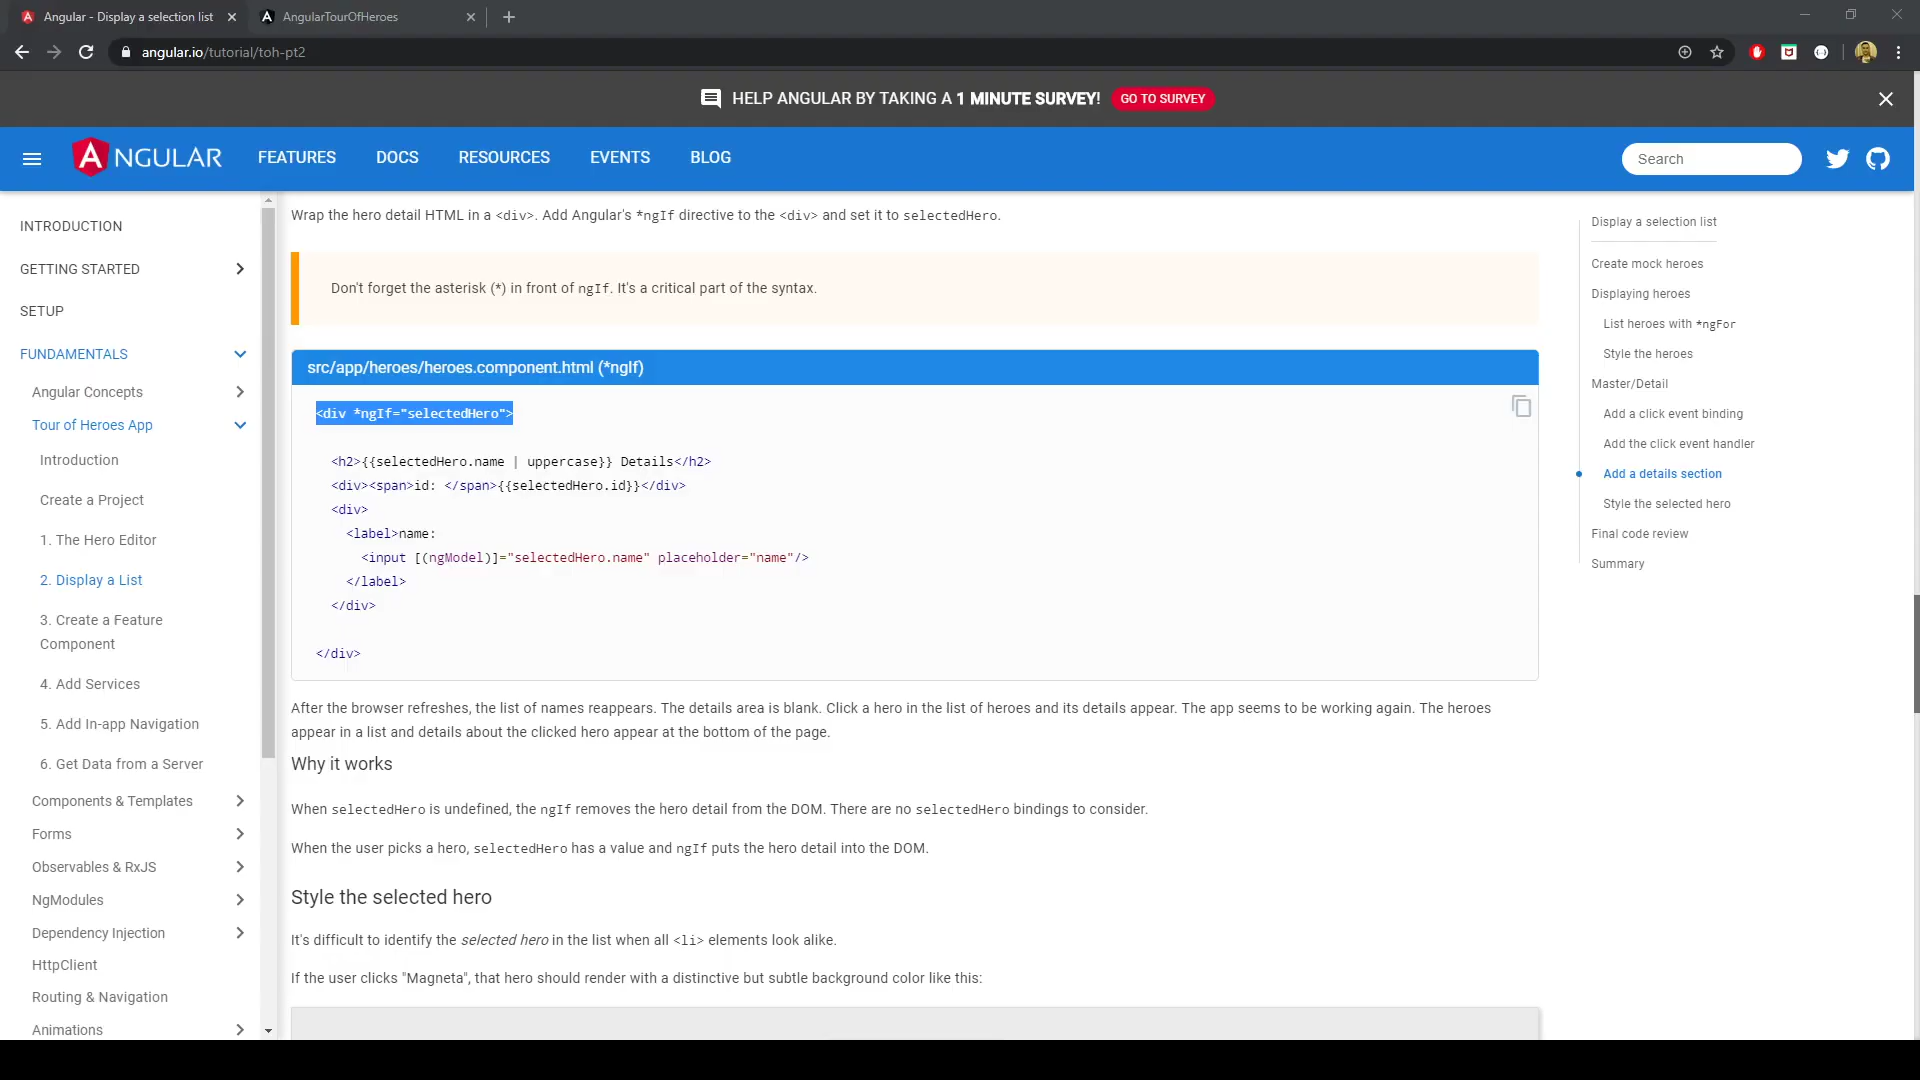 Angular - Display a selection list
AngularTourOfHeroes
angular.io/tutorial/toh-pt2
HELP ANGULAR BY TAKING A 1 MINUTE SURVEY!
GO TO SURVEY
ANGULAR
FEATURES
DOCS
RESOURCES
EVENTS
BLOG
Search
INTRODUCTION
GETTING STARTED
SETUP
FUNDAMENTALS
Angular Concepts
Tour of Heroes App
Introduction
Create a Project
1. The Hero Editor
2. Display a List
3. Create a Feature
Component
4. Add Services
5. Add In-app Navigation
6. Get Data from a Server
Components & Templates
Forms
Observables & RxJS
NgModules
Dependency Injection
HttpClient
Routing & Navigation
Animations
Wrap the hero detail HTML in a <div>. Add Angular's *ngIf directive to the <div> and set it to selectedHero.
Don't forget the asterisk (*) in front of ngIf. It's a critical part of the syntax.
src/app/heroes/heroes.component.html (*ngIf)
<div *ngIf="selectedHero">
<h2>{{selectedHero.name | uppercase}} Details</h2>
<div><span>id: </span>{{selectedHero.id}}</div>
<div>
<label>name:
<input [(ngModel)]="selectedHero.name" placeholder="name"/>
</label>
</div>
</div>
After the browser refreshes, the list of names reappears. The details area is blank. Click a hero in the list of heroes and its details appear. The app seems to be working again. The heroes
appear in a list and details about the clicked hero appear at the bottom of the page.
Why it works
When selectedHero is undefined, the ngIf removes the hero detail from the DOM. There are no selectedHero bindings to consider.
When the user picks a hero, selectedHero has a value and ngIf puts the hero detail into the DOM.
Style the selected hero
It's difficult to identify the selected hero in the list when all <li> elements look alike.
If the user clicks "Magneta", that hero should render with a distinctive but subtle background color like this:
Display a selection list
Create mock heroes
Displaying heroes
List heroes with *ngFor
Style the heroes
Master/Detail
Add a click event binding
Add the click event handler
Add a details section
Style the selected hero
Final code review
Summary